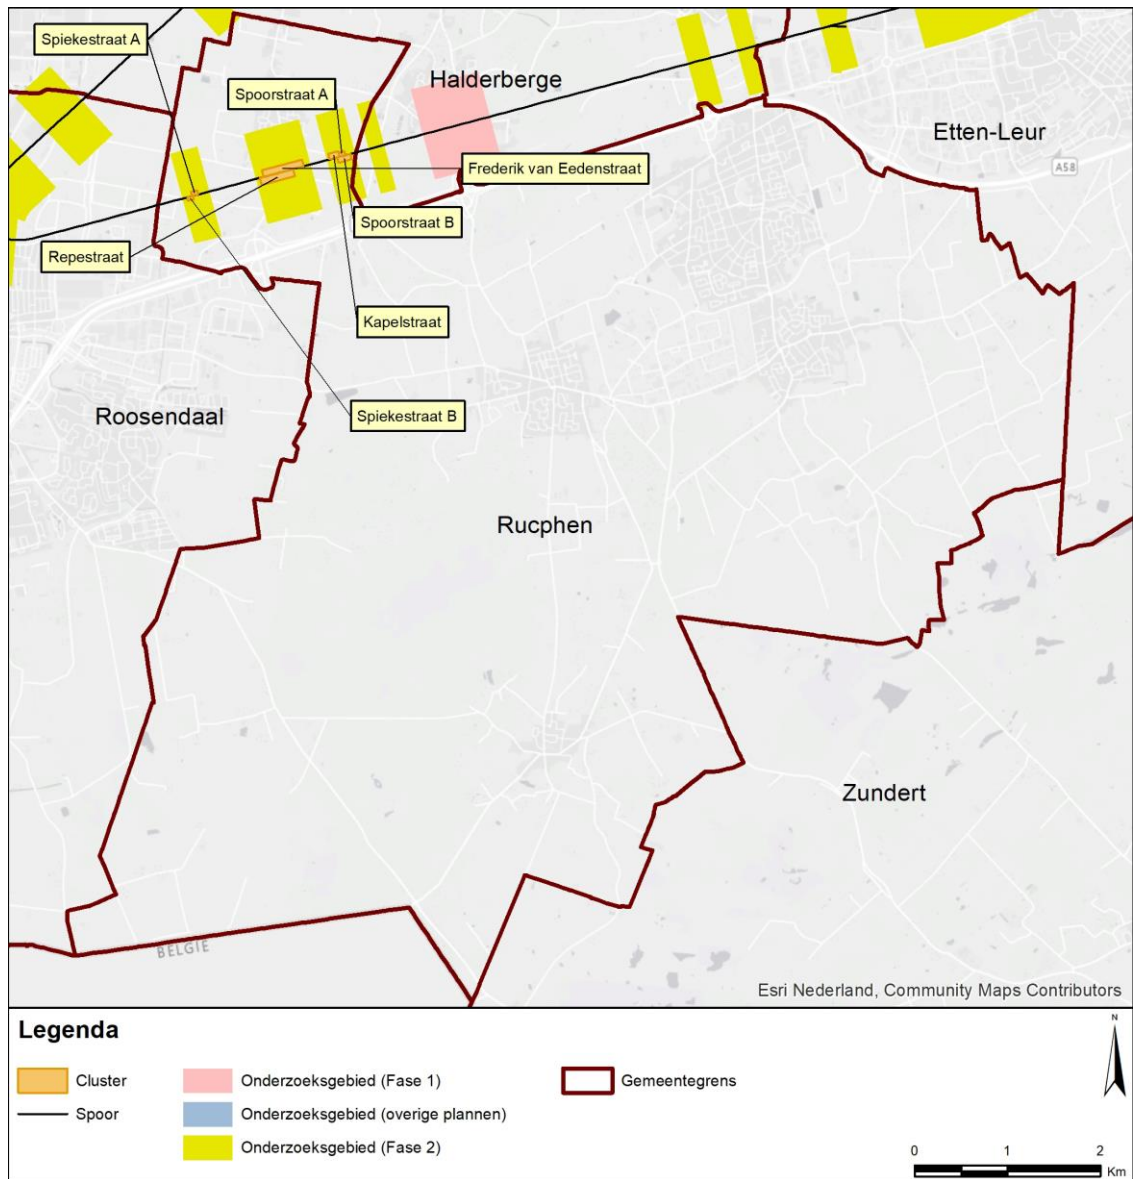 Spiekestraat A
Halderberge
Spoorstraat A
Etten-Leur
A58
Frederik van Eedenstraat
Spoorstraat B
Repestraat
Kapelstraat
Roosendaal
Spiekestraat B
Rucphen
Zundert
BELGIE
Esri Nederland, Community Maps Contributors
Legenda
N
Cluster
Onderzoeksgebied (Fase 1)
Gemeentegrens
Spoor
Onderzoeksgebied (overige plannen)
Onderzoeksgebied (Fase 2)
0 1 2
Km